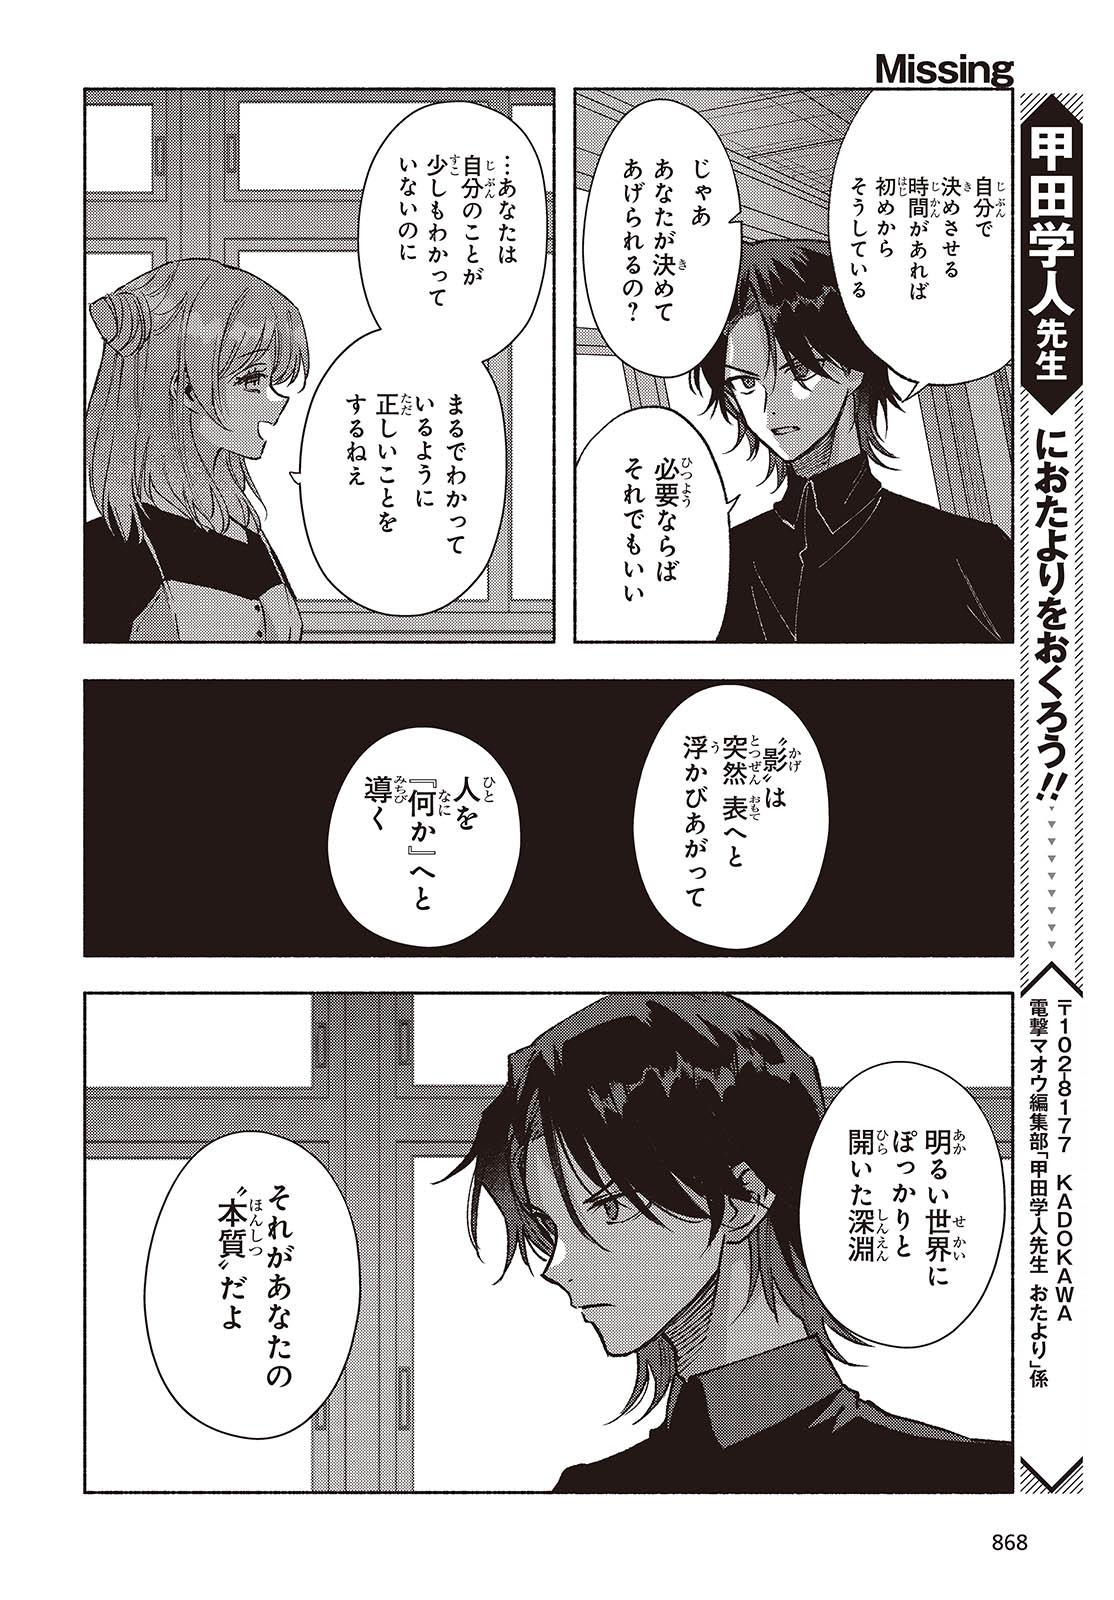 Missing
自分で
決めさせる
時間があれば
初めから
そうしている
じゃあ
あなたが決めて
あげられるの？
必要ならば
それでもいい
…あなたは
自分のことが
少しもわかって
いないのに
まるでわかって
いるように
正しいことを
するねえ
〝影〟は
突然 表へと
浮かびあがって
人を
『何か』へと
導く
明るい世界に
ぽっかりと
開いた深淵
それがあなたの
〝本質〟だよ
甲田学人先生におたよりをおくろう!!
〒102-8177 KADOKAWA
電撃マオウ編集部「甲田学人先生 おたより」係
868